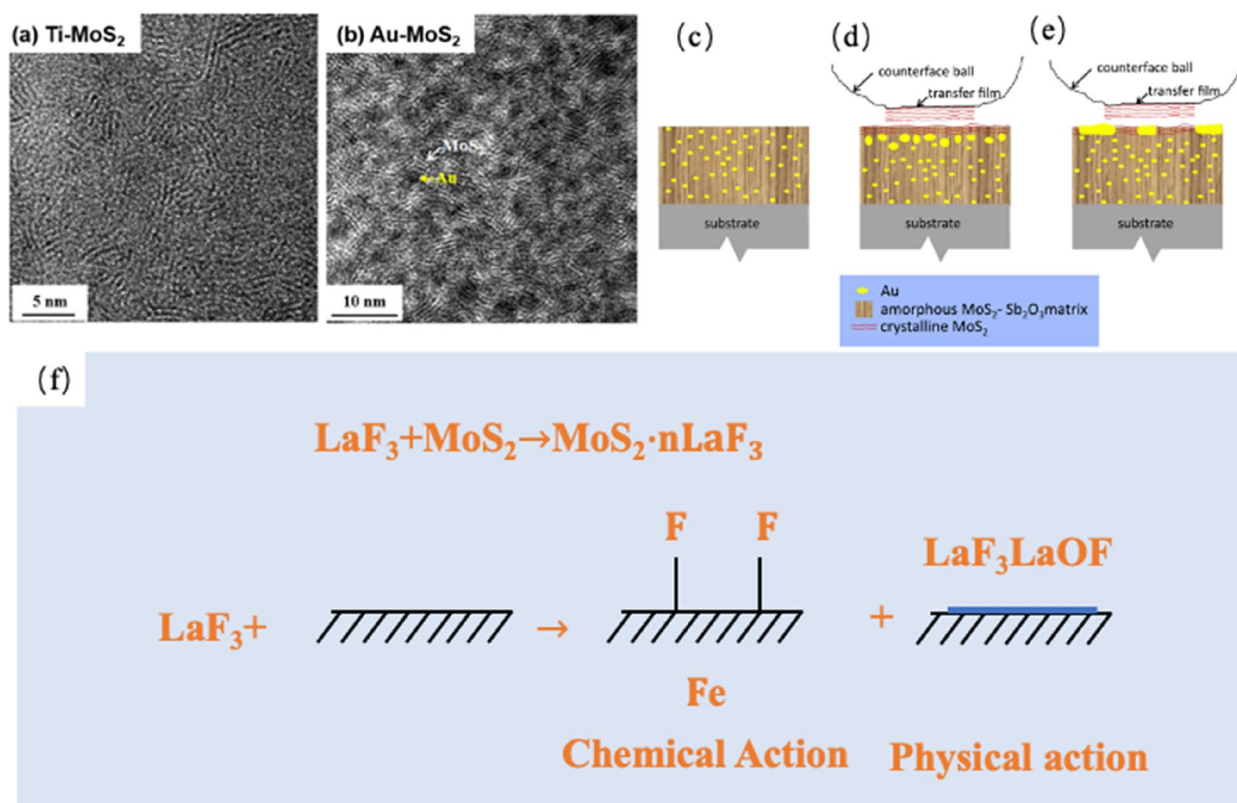 (a) Ti-MoS₂
5 nm
(b) Au-MoS₂
MoS₂
Au
10 nm
(c)
substrate
(d)
counterface ball
transfer film
substrate
(e)
counterface ball
transfer film
substrate
Au
amorphous MoS₂- Sb₂O₃matrix
crystalline MoS₂
(f)
LaF₃+MoS₂→MoS₂·nLaF₃
F F
LaF₃LaOF
LaF₃+ → +
Fe
Chemical Action Physical action